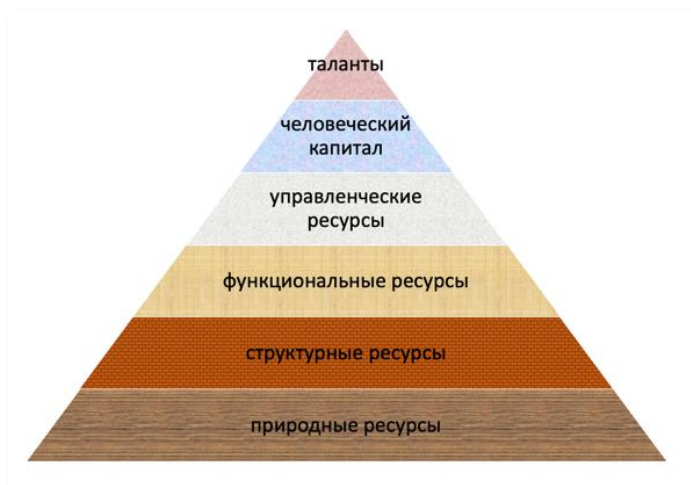 таланты
человеческий
капитал
управленческие
ресурсы
функциональные ресурсы
структурные ресурсы
природные ресурсы